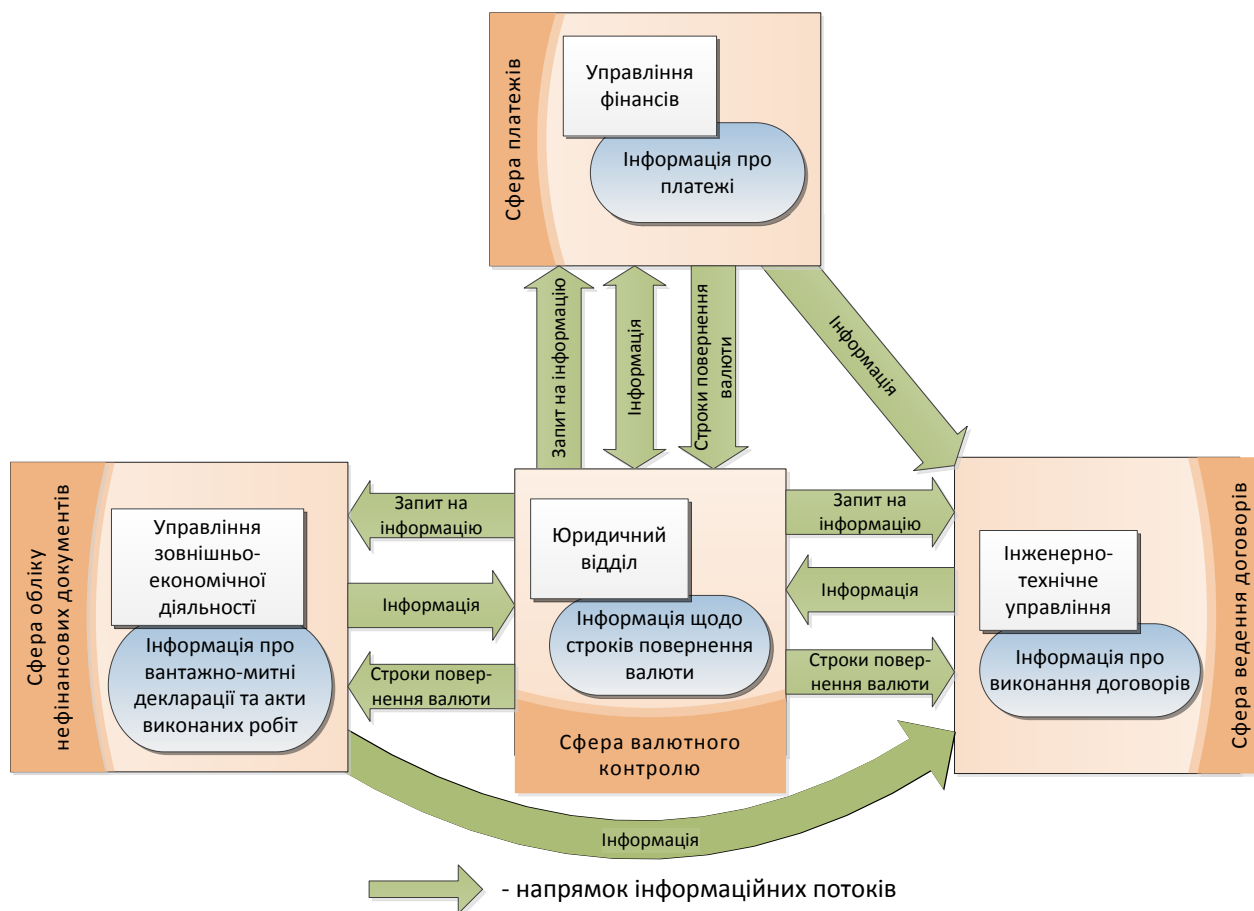 Сфера платежів
Управління
фінансів
Інформація про
платежі
Запит на інформацію
Інформація
Строки повернення
валюти
Інформація
Сфера обліку
нефінансових документів
Управління
зовнішньо-
економічної
діяльності
Інформація про
вантажно-митні
декларації та акти
виконаних робіт
Запит на
інформацію
Інформація
Строки повер-
нення валюти
Юридичний
відділ
Інформація щодо
строків повернення
валюти
Сфера валютного
контролю
Запит на
інформацію
Інформація
Строки повер-
нення валюти
Інженерно-
технічне
управління
Інформація про
виконання договорів
Сфера ведення договорів
Інформація
- напрямок інформаційних потоків